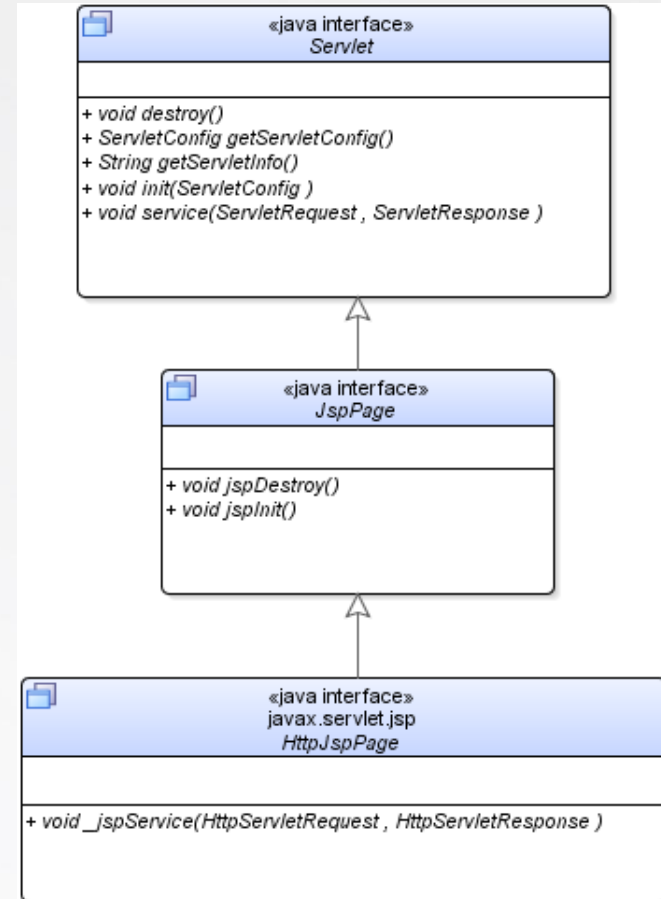 «java interface»
Servlet
+ void destroy()
+ ServletConfig getServletConfig()
+ String getServletInfo()
+ void init(ServletConfig )
+ void service(ServletRequest , ServletResponse )
«java interface»
JspPage
+ void jspDestroy()
+ void jspInit()
«java interface»
javax.servlet.jsp
HttpJspPage
+ void _jspService(HttpServletRequest , HttpServletResponse )